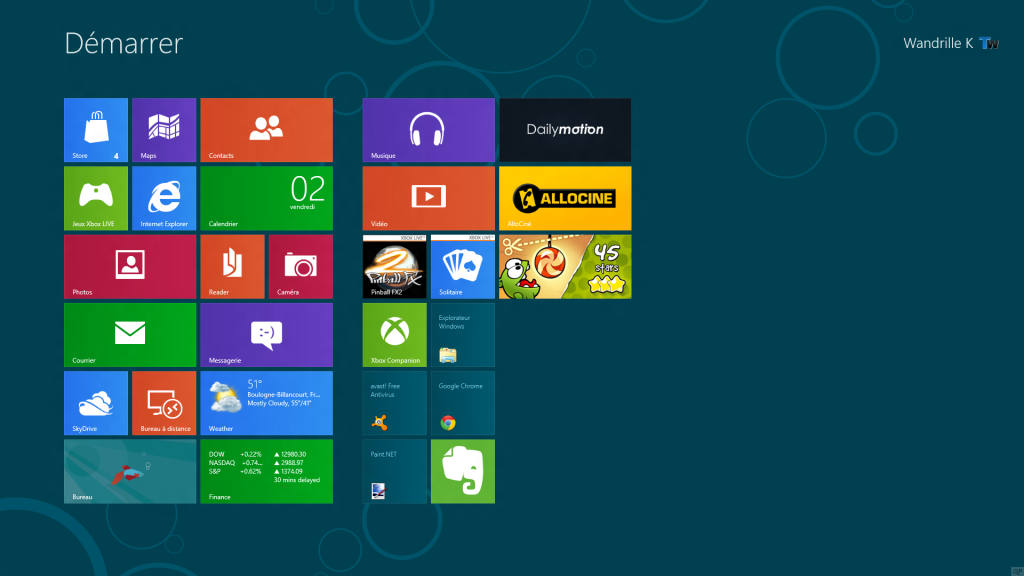 Démarrer
Wandrille K
Store 4
Maps
Contacts
Musique
Dailymotion
Jeux Xbox LIVE
Internet Explorer
02
vendredi
Calendrier
Vidéo
ALLOCINE
AlloCiné
Photos
Reader
Caméra
XBOX LIVE
Pinball FX2
Pinball FX2
XBOX LIVE
Solitaire
45
stars
Courrier
:-)
Messagerie
Xbox Companion
Explorateur
Windows
SkyDrive
Bureau à distance
51°
Boulogne-Billancourt, Fr...
Mostly Cloudy, 55°/41°
Weather
avast! Free
Antivirus
Google Chrome
Bureau
DOW +0.22% ▲ 12980.30
NASDAQ +0.74... ▲ 2988.97
S&P +0.62% ▲ 1374.09
30 mins delayed
Finance
Paint.NET